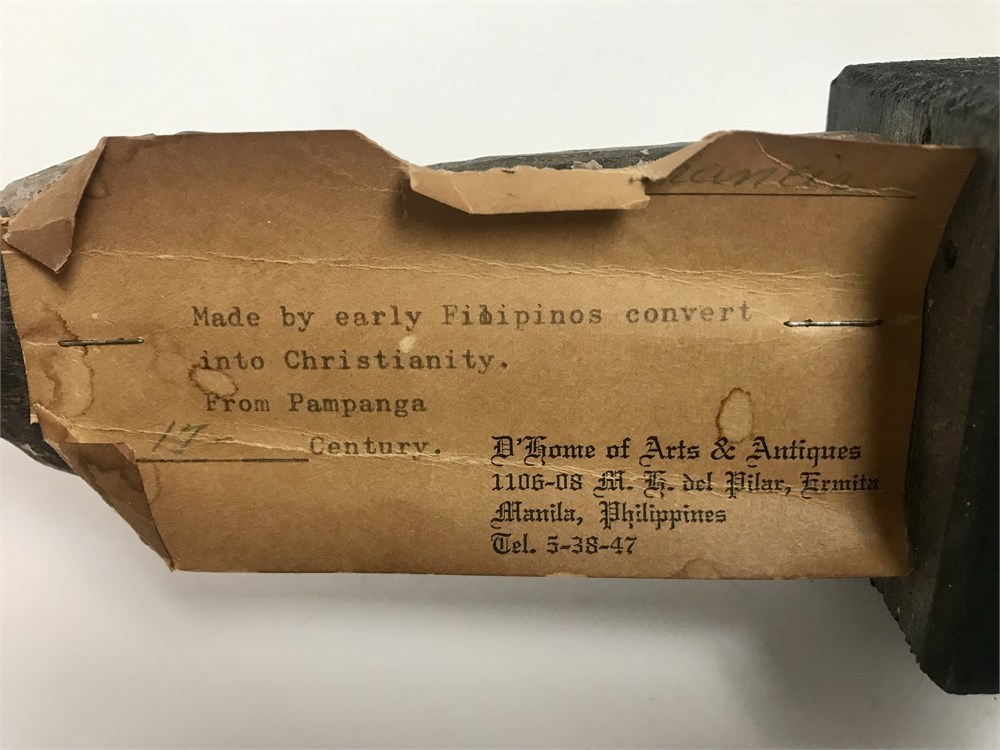 Made by early Filipinos convert
into Christianity.
From Pampanga
17- Century.
D'Home of Arts & Antiques
1106-08 M. H. del Pilar, Ermita
Manila, Philippines
Tel. 5-38-47